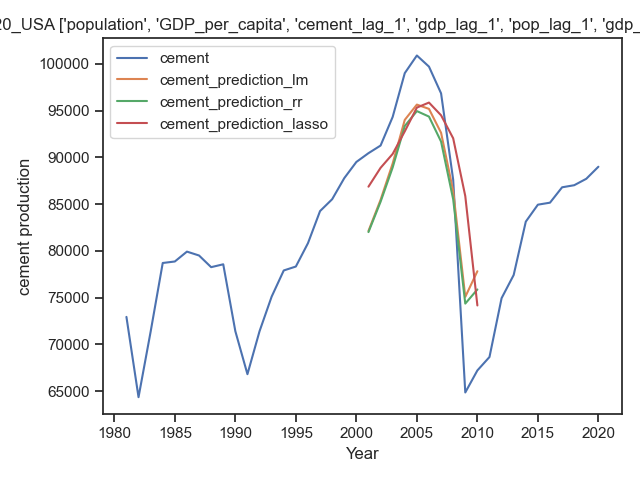 20_USA ['population', 'GDP_per_capita', 'cement_lag_1', 'gdp_lag_1', 'pop_lag_1', 'gdp_
cement
cement_prediction_lm
cement_prediction_rr
cement_prediction_lasso
100000
95000
90000
85000
80000
75000
70000
65000
cement production
1980 1985 1990 1995 2000 2005 2010 2015 2020
Year